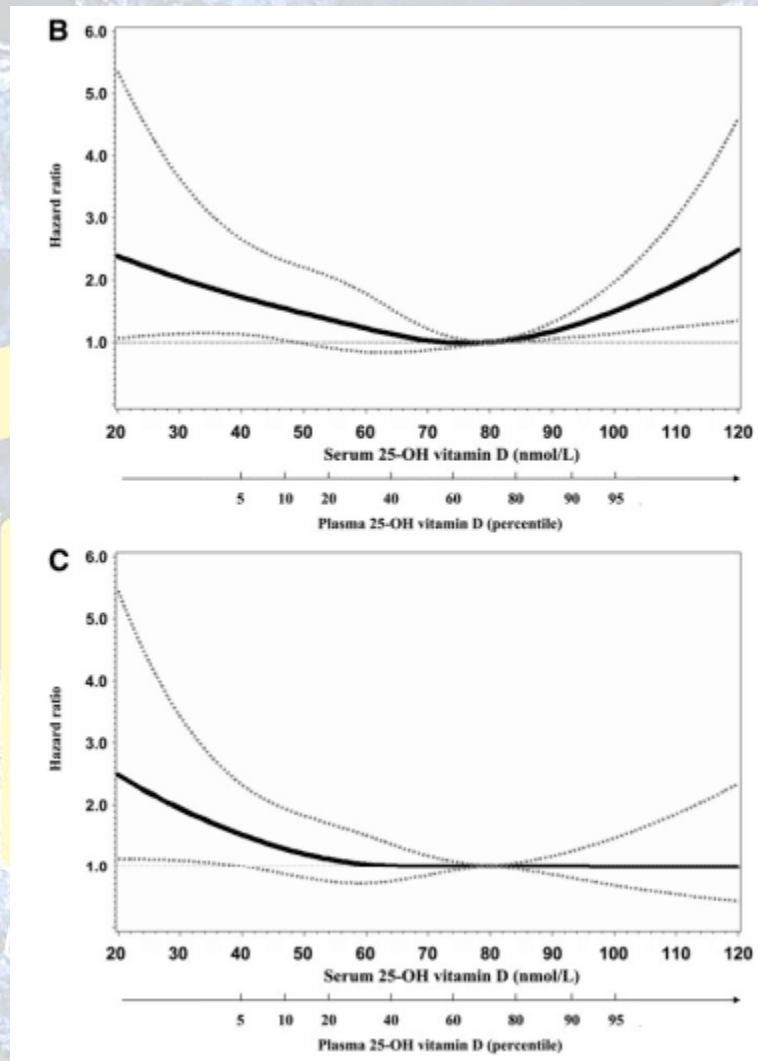 B
6.0
5.0
4.0
3.0
2.0
1.0
Hazard ratio
20 30 40 50 60 70 80 90 100 110 120
Serum 25-OH vitamin D (nmol/L)
5 10 20 40 60 80 90 95
Plasma 25-OH vitamin D (percentile)
C
6.0
5.0
4.0
3.0
2.0
1.0
Hazard ratio
20 30 40 50 60 70 80 90 100 110 120
Serum 25-OH vitamin D (nmol/L)
5 10 20 40 60 80 90 95
Plasma 25-OH vitamin D (percentile)